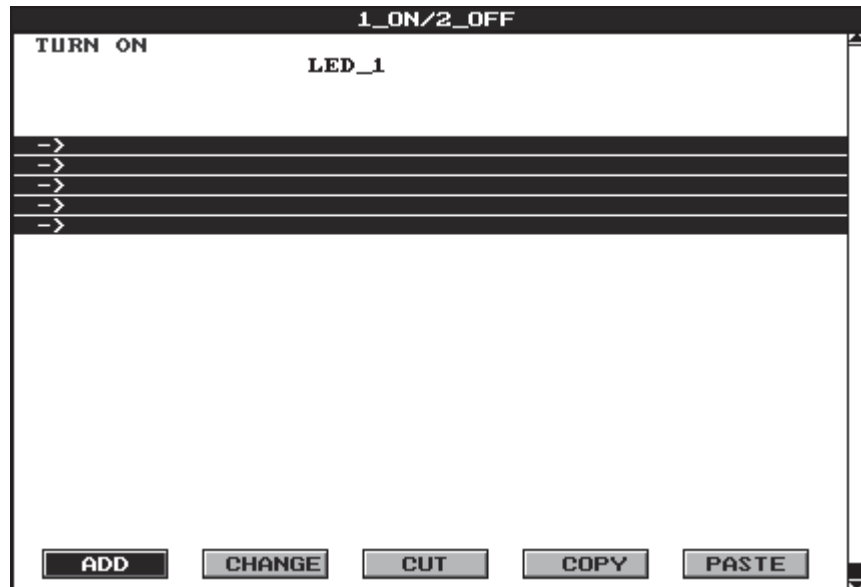 1_ON/2_OFF
TURN ON
LED_1
->
->
->
->
->
ADD CHANGE CUT COPY PASTE